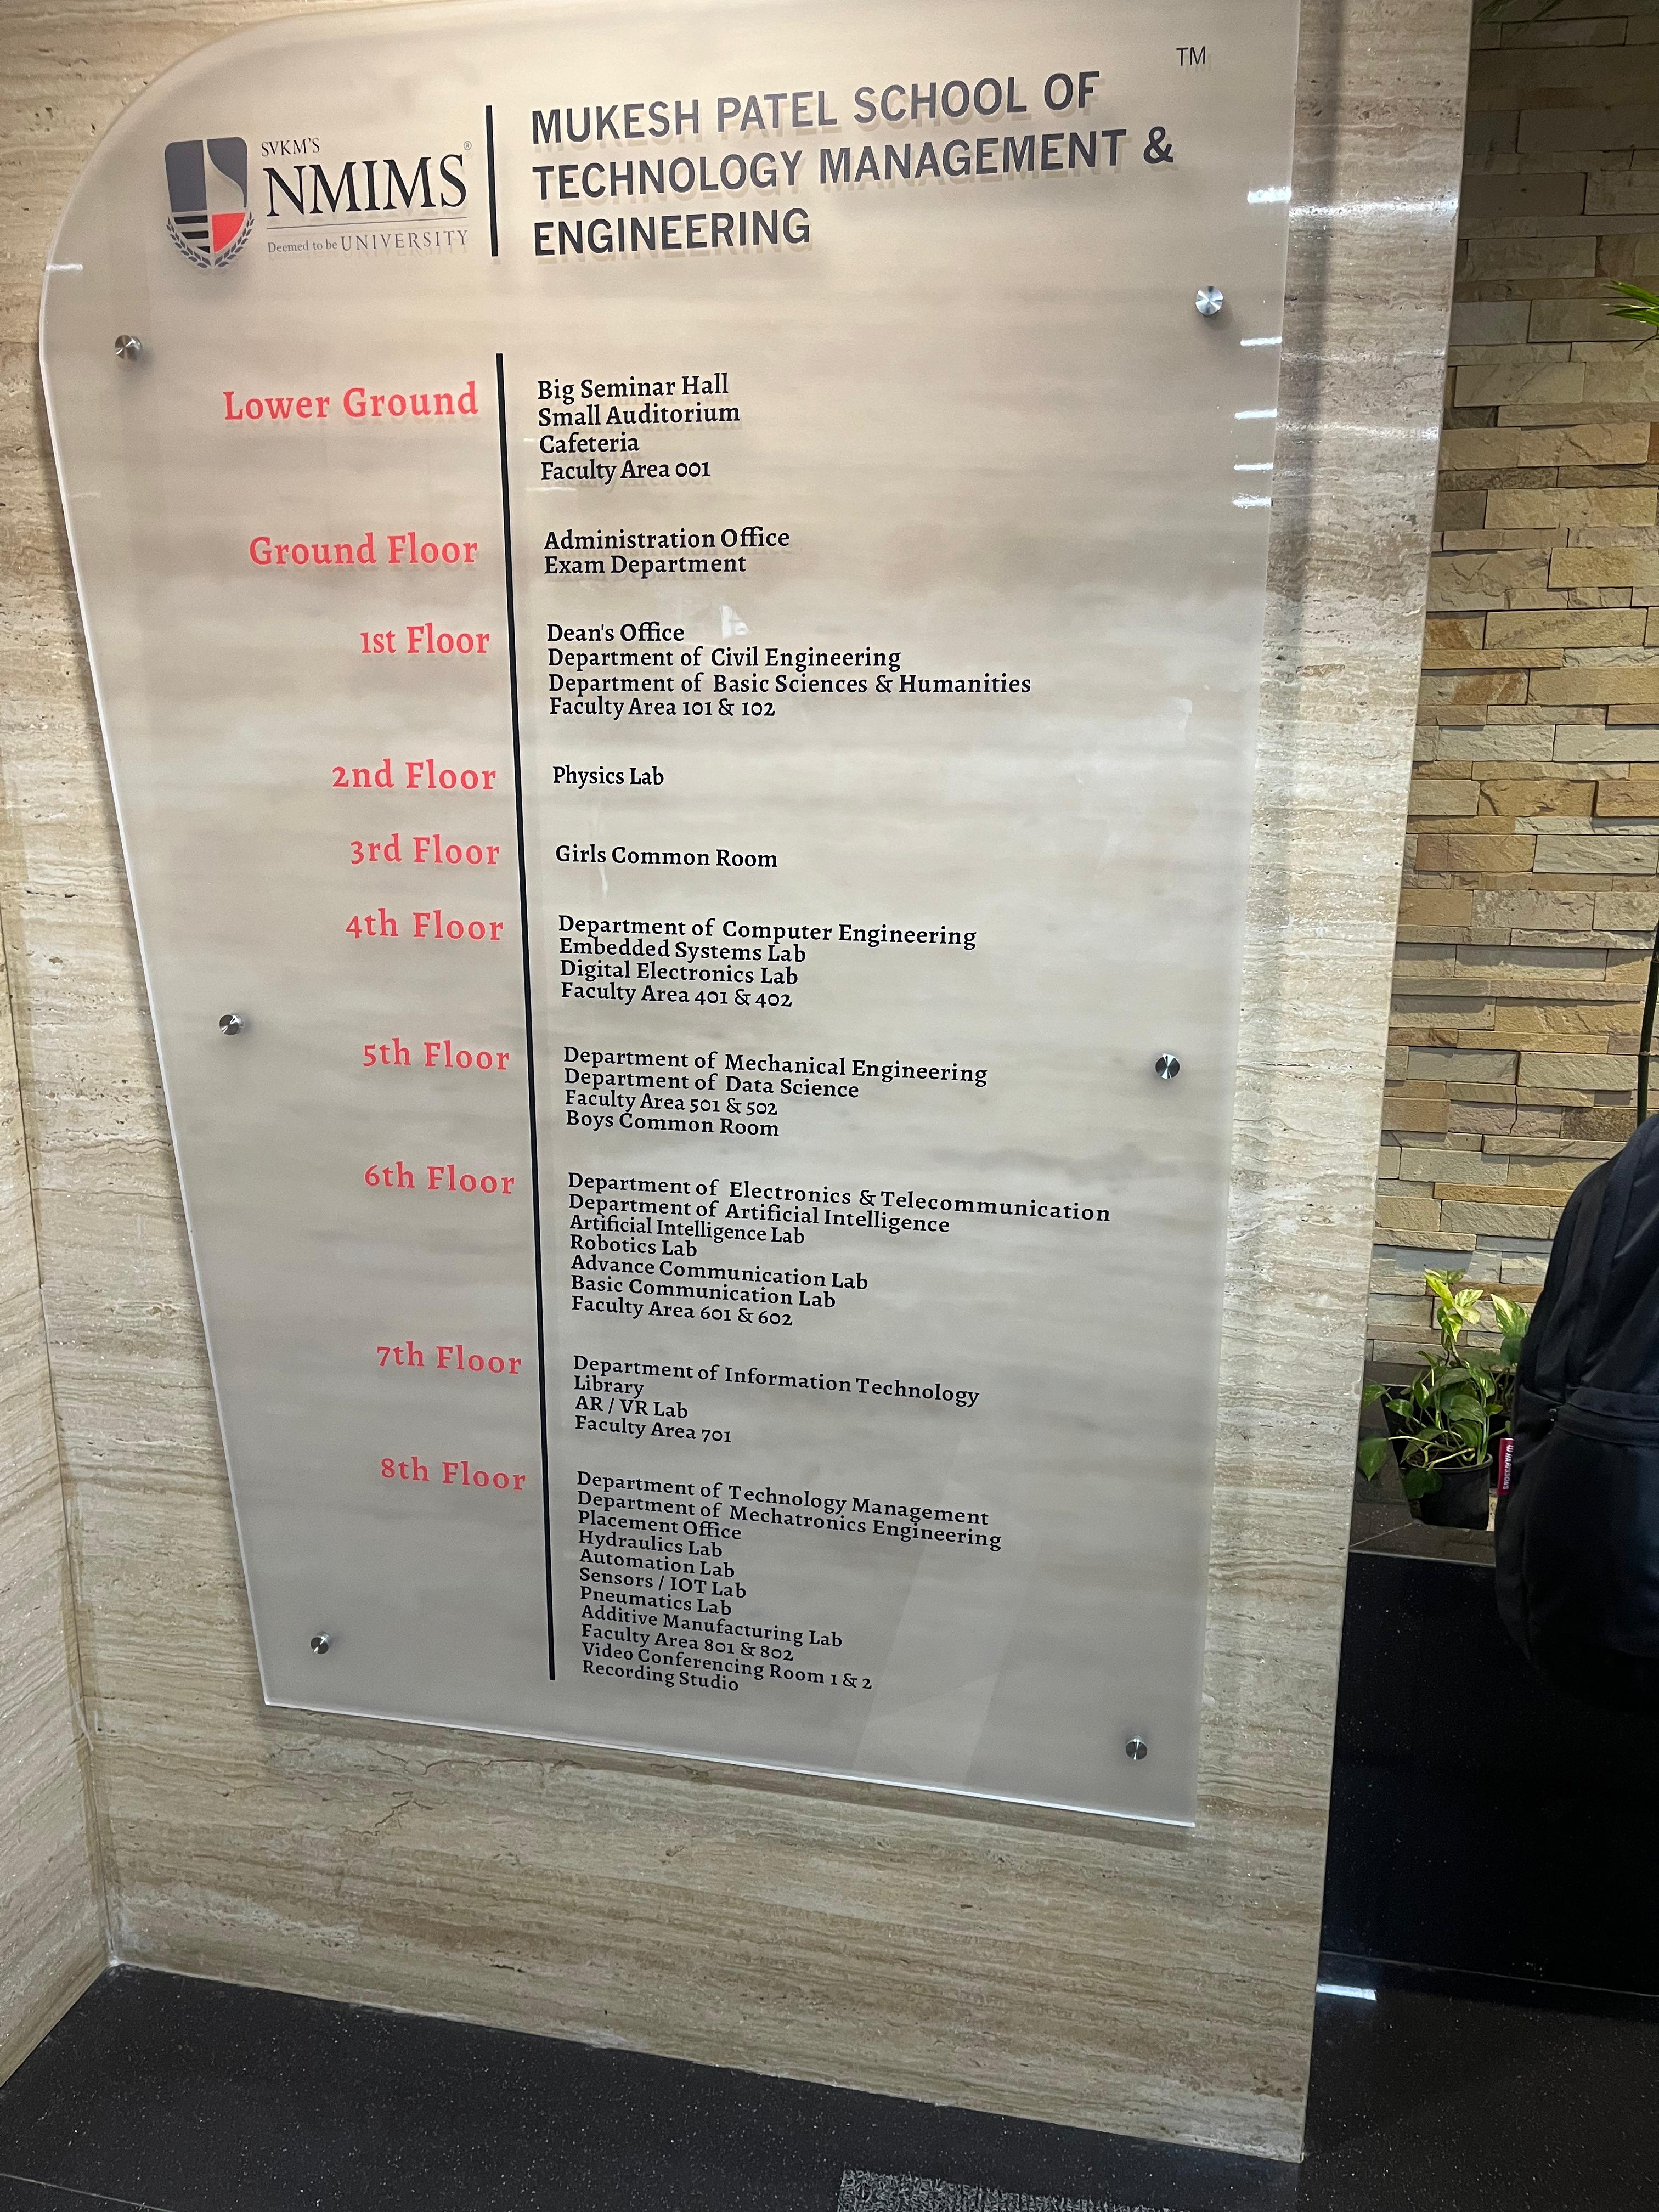 SVKM'S
NMIMS®
Deemed to be UNIVERSITY
TM
MUKESH PATEL SCHOOL OF
TECHNOLOGY MANAGEMENT &
ENGINEERING
Lower Ground
Big Seminar Hall
Small Auditorium
Cafeteria
Faculty Area 001
Ground Floor
Administration Office
Exam Department
1st Floor
Dean's Office
Department of Civil Engineering
Department of Basic Sciences & Humanities
Faculty Area 101 & 102
2nd Floor
Physics Lab
3rd Floor
Girls Common Room
4th Floor
Department of Computer Engineering
Embedded Systems Lab
Digital Electronics Lab
Faculty Area 401 & 402
5th Floor
Department of Mechanical Engineering
Department of Data Science
Faculty Area 501 & 502
Boys Common Room
6th Floor
Department of Electronics & Telecommunication
Department of Artificial Intelligence
Artificial Intelligence Lab
Robotics Lab
Advance Communication Lab
Basic Communication Lab
Faculty Area 601 & 602
7th Floor
Department of Information Technology
Library
AR / VR Lab
Faculty Area 701
8th Floor
Department of Technology Management
Department of Mechatronics Engineering
Placement Office
Hydraulics Lab
Automation Lab
Sensors / IOT Lab
Pneumatics Lab
Additive Manufacturing Lab
Faculty Area 801 & 802
Video Conferencing Room 1 & 2
Recording Studio